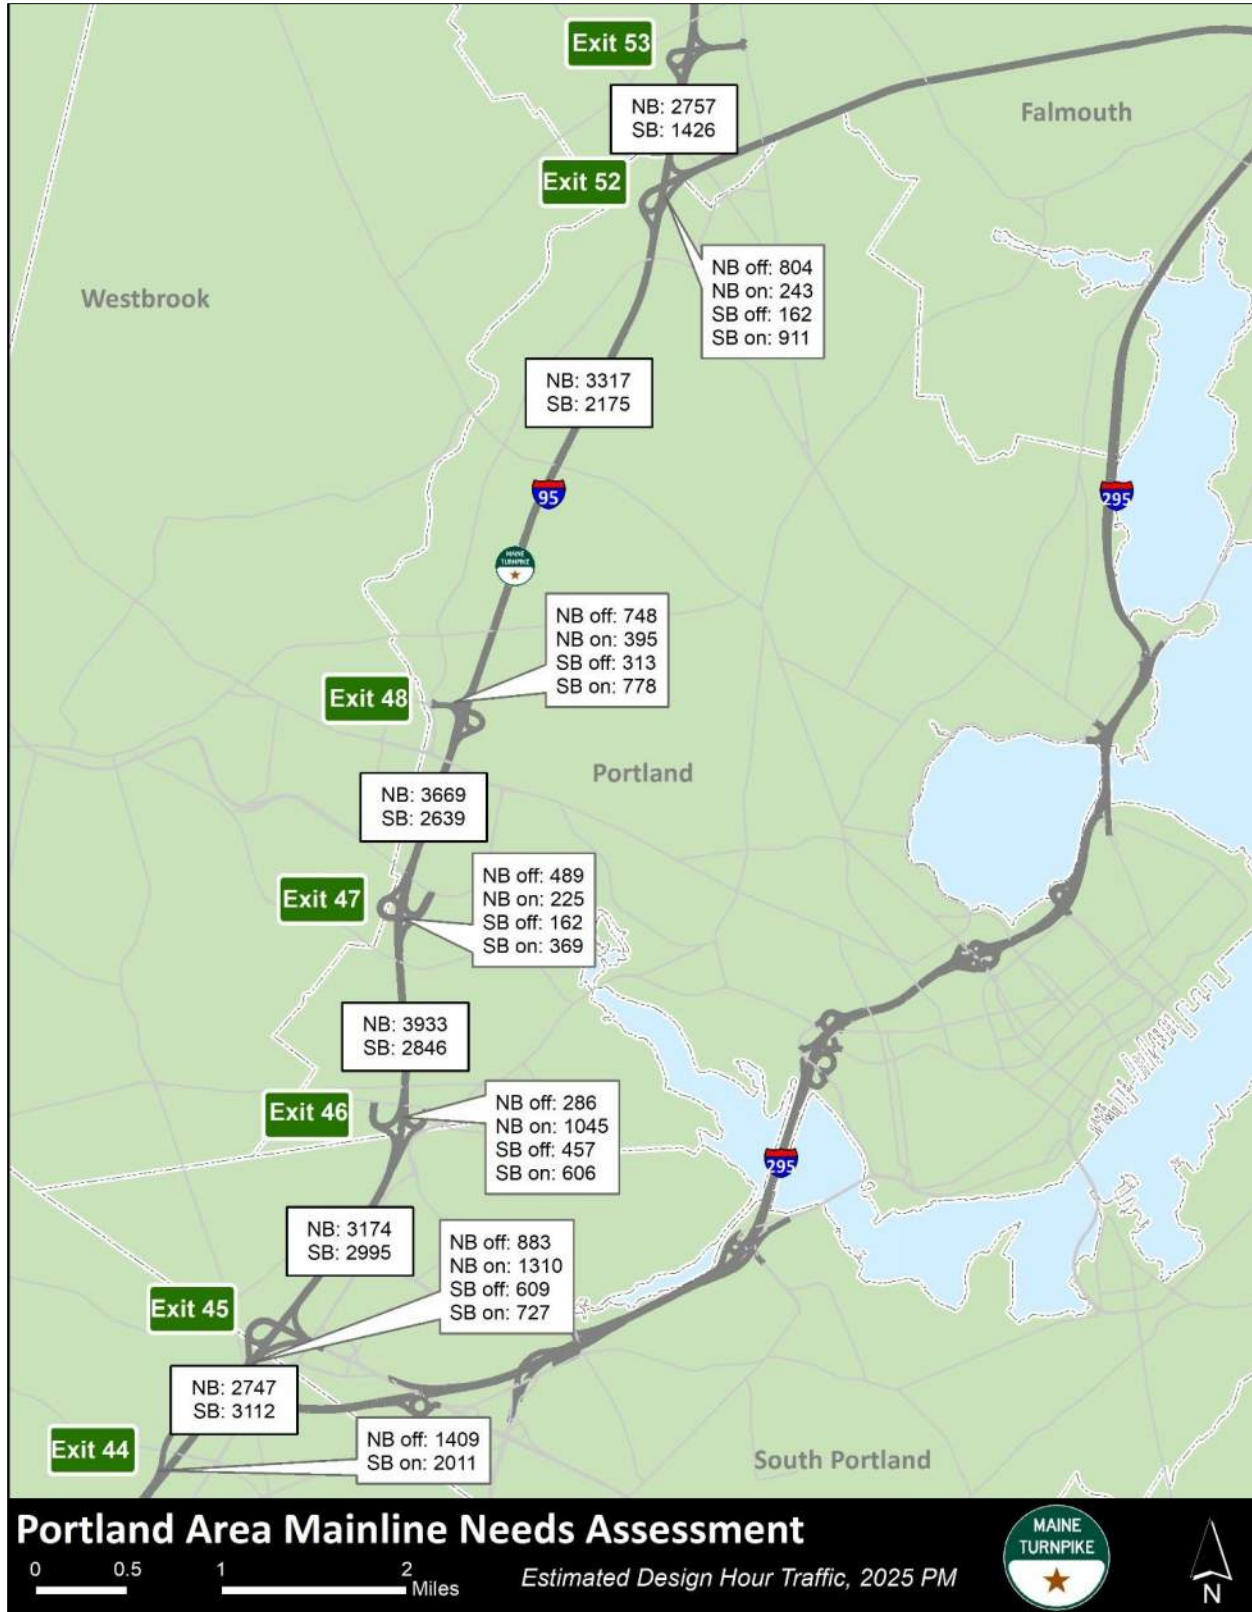 Exit 53
NB: 2757
SB: 1426
Falmouth
Exit 52
NB off: 804
NB on: 243
SB off: 162
SB on: 911
Westbrook
NB: 3317
SB: 2175
95
295
MAINE
TURNPIKE
NB off: 748
NB on: 395
SB off: 313
SB on: 778
Exit 48
Portland
NB: 3669
SB: 2639
Exit 47
NB off: 489
NB on: 225
SB off: 162
SB on: 369
NB: 3933
SB: 2846
Exit 46
NB off: 286
NB on: 1045
SB off: 457
SB on: 606
295
NB: 3174
SB: 2995
NB off: 883
NB on: 1310
SB off: 609
SB on: 727
Exit 45
NB: 2747
SB: 3112
Exit 44
NB off: 1409
SB on: 2011
South Portland
Portland Area Mainline Needs Assessment
0 0.5 1 2
Miles
Estimated Design Hour Traffic, 2025 PM
MAINE
TURNPIKE
N